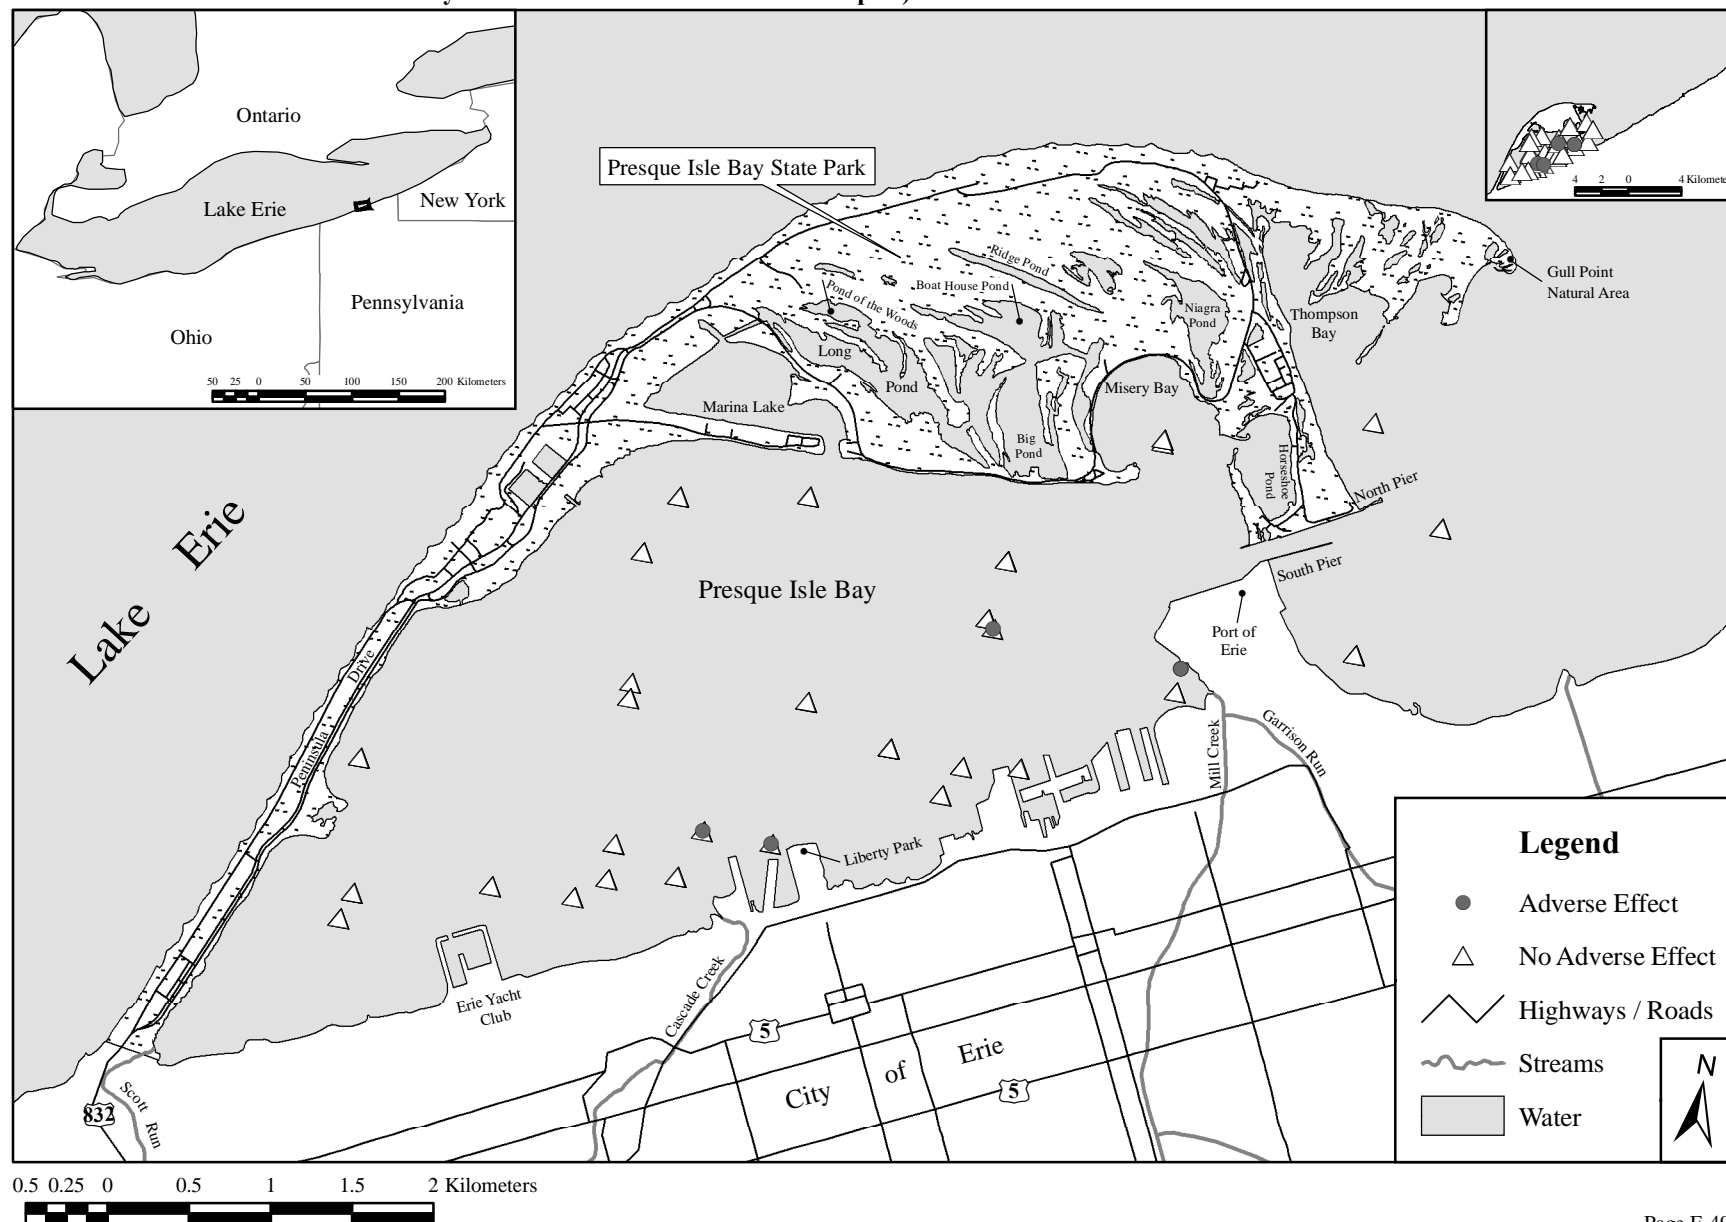 Ontario
Lake Erie
New York
Pennsylvania
Ohio
50 25 0 50 100 150 200 Kilometers
4 2 0 4 Kilomete
Presque Isle Bay State Park
Gull Point
Natural Area
Ridge Pond
Boat House Pond
Pond of the Woods
Niagra
Pond
Thompson
Bay
Long
Pond
Misery Bay
Marina Lake
Big
Pond
Horseshoe
Pond
North Pier
South Pier
Lake Erie
Presque Isle Bay
Port of
Erie
Peninsula Drive
Mill Creek
Garrison Run
Liberty Park
Erie Yacht
Club
Cascade Creek
Scott Run
832
5
5
City of Erie
Legend
Adverse Effect
No Adverse Effect
Highways / Roads
Streams
Water
N
0.5 0.25 0 0.5 1 1.5 2 Kilometers